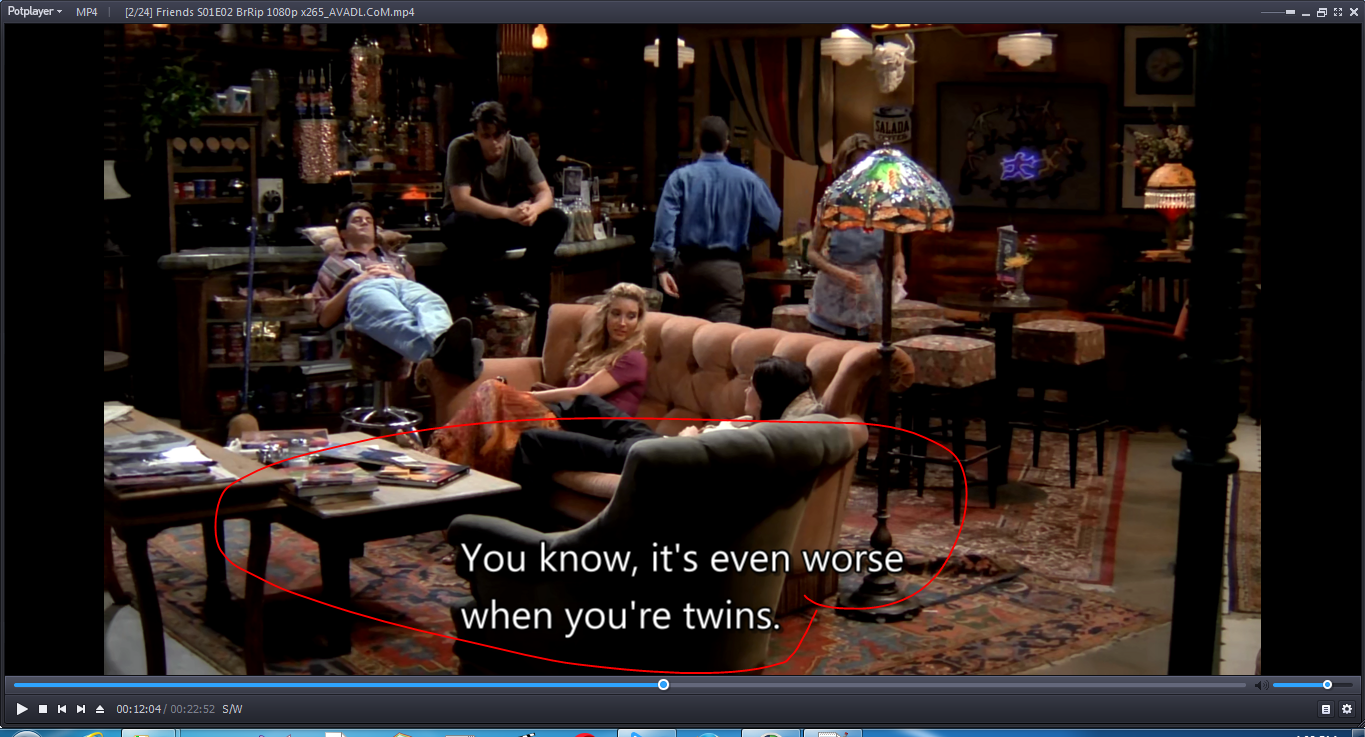 Potplayer MP4 [2/24] Friends S01E02 BrRip 1080p x265_AVADL.CoM.mp4
SALADA
You know, it's even worse
when you're twins.
00:12:04 / 00:22:52 S/W